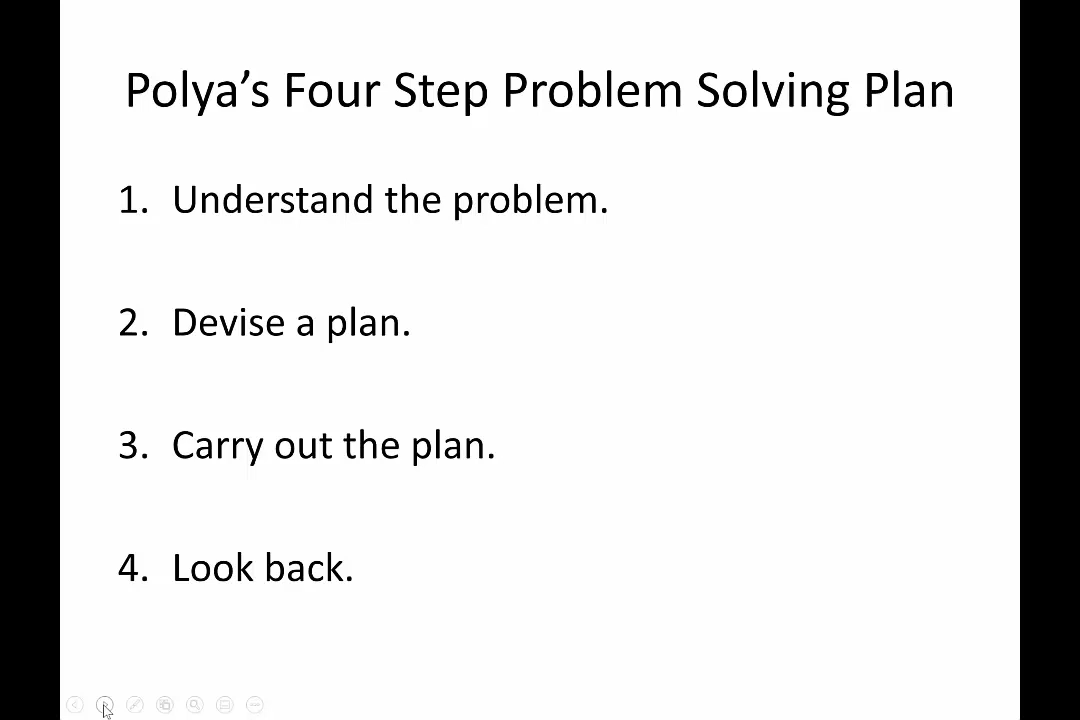 Polya’s Four Step Problem Solving Plan
1. Understand the problem.
2. Devise a plan.
3. Carry out the plan.
4. Look back.